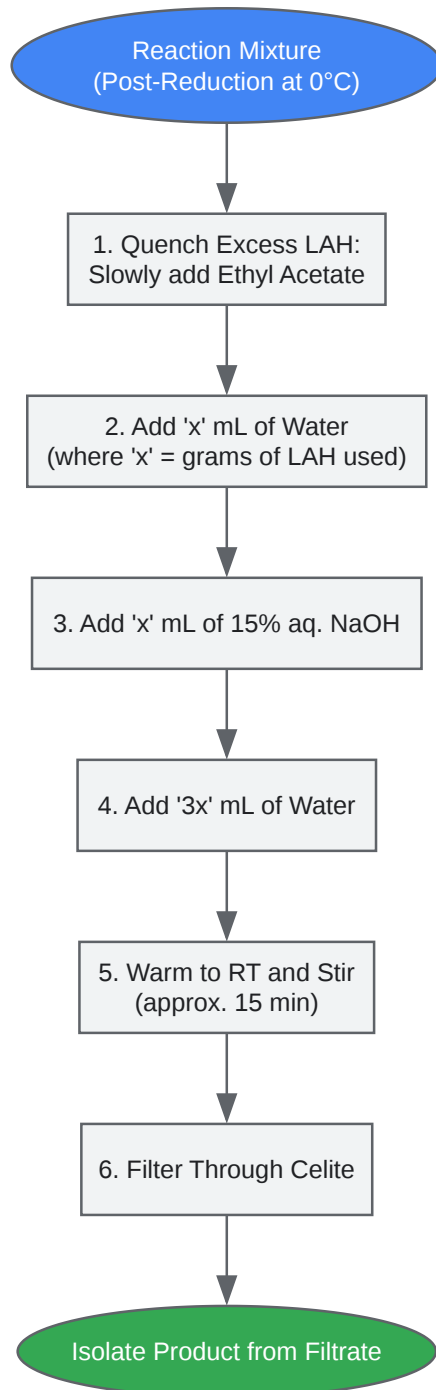 Reaction Mixture
(Post-Reduction at 0°C)
1. Quench Excess LAH:
Slowly add Ethyl Acetate
2. Add 'x' mL of Water
(where 'x' = grams of LAH used)
3. Add 'x' mL of 15% aq. NaOH
4. Add '3x' mL of Water
5. Warm to RT and Stir
(approx. 15 min)
6. Filter Through Celite
Isolate Product from Filtrate